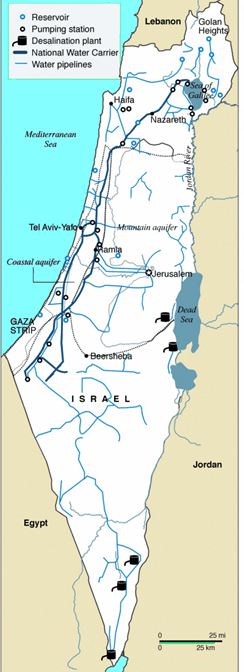 Reservoir
Pumping station
Desalination plant
National Water Carrier
Water pipelines
Lebanon
Golan
Heights
Haifa
Sea of
Galilee
Nazareth
Mediterranean
Sea
Jordan River
Tel Aviv-Yafo
Mountain aquifer
Ramla
Coastal aquifer
Jerusalem
Dead
Sea
GAZA
STRIP
Beersheba
ISRAEL
Jordan
Egypt
0 25 mi
0 25 km